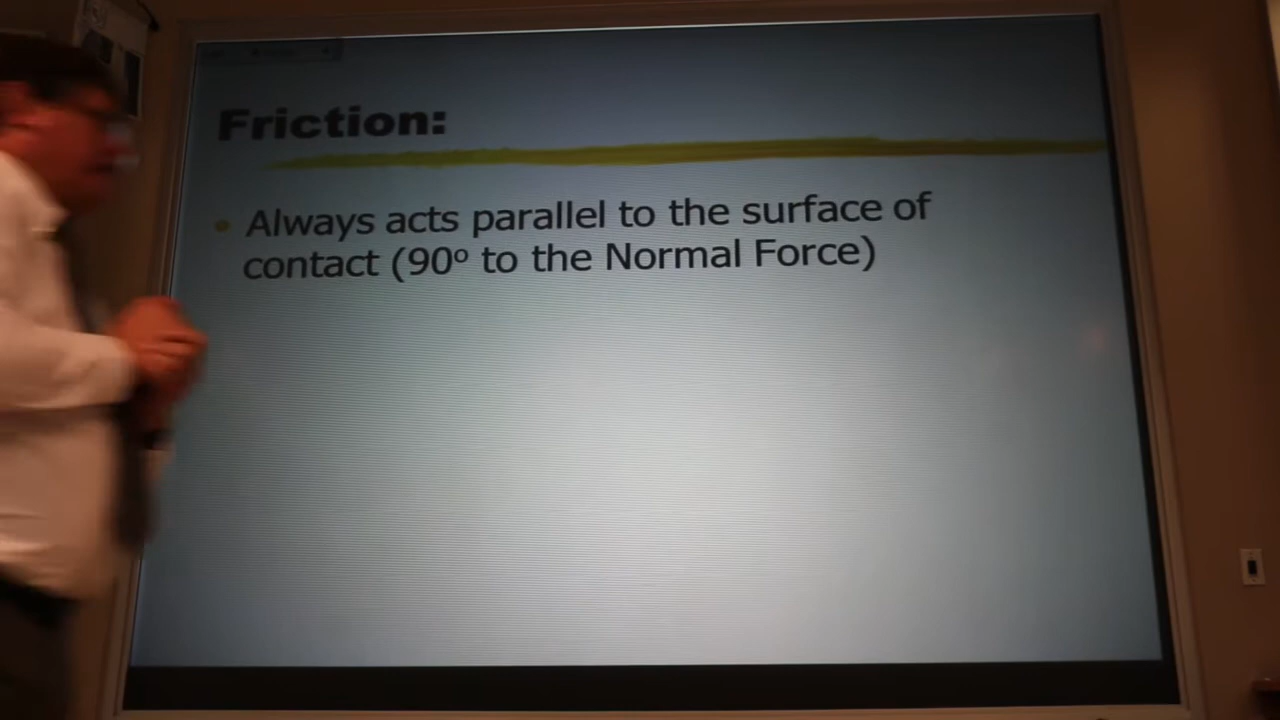 Friction:
Always acts parallel to the surface of
contact (90º to the Normal Force)